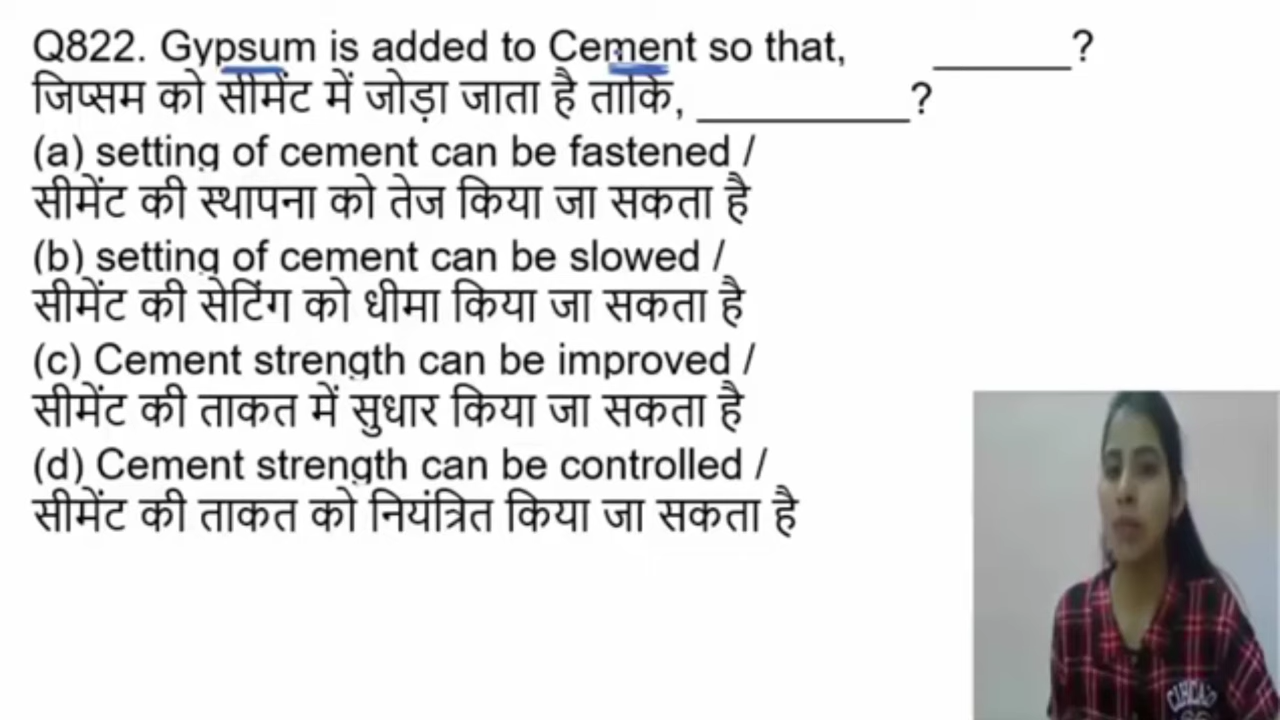 Q822. Gypsum is added to Cement so that, ______?
जिप्सम को सीमेंट में जोड़ा जाता है ताकि, _________?
(a) setting of cement can be fastened /
सीमेंट की स्थापना को तेज किया जा सकता है
(b) setting of cement can be slowed /
सीमेंट की सेटिंग को धीमा किया जा सकता है
(c) Cement strength can be improved /
सीमेंट की ताकत में सुधार किया जा सकता है
(d) Cement strength can be controlled /
सीमेंट की ताकत को नियंत्रित किया जा सकता है